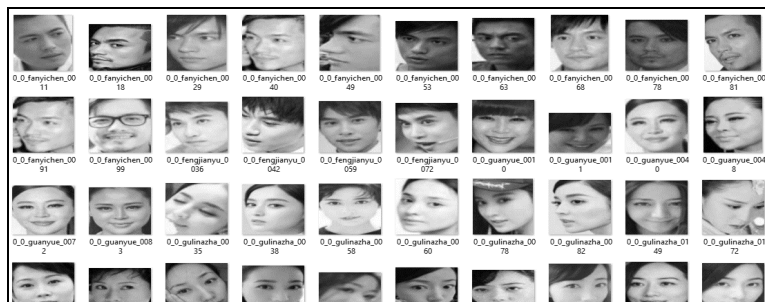 0_0_fanyichen_00
11
0_0_fanyichen_00
18
0_0_fanyichen_00
29
0_0_fanyichen_00
40
0_0_fanyichen_00
49
0_0_fanyichen_00
53
0_0_fanyichen_00
63
0_0_fanyichen_00
68
0_0_fanyichen_00
78
0_0_fanyichen_00
81
0_0_fanyichen_00
91
0_0_fanyichen_00
99
0_0_fengjianyu_0
036
0_0_fengjianyu_0
042
0_0_fengjianyu_0
059
0_0_fengjianyu_0
072
0_0_guanyue_001
0
0_0_guanyue_001
1
0_0_guanyue_004
0
0_0_guanyue_004
8
0_0_guanyue_007
2
0_0_guanyue_008
3
0_0_gulinazha_00
35
0_0_gulinazha_00
38
0_0_gulinazha_00
58
0_0_gulinazha_00
60
0_0_gulinazha_00
78
0_0_gulinazha_00
82
0_0_gulinazha_01
49
0_0_gulinazha_01
72